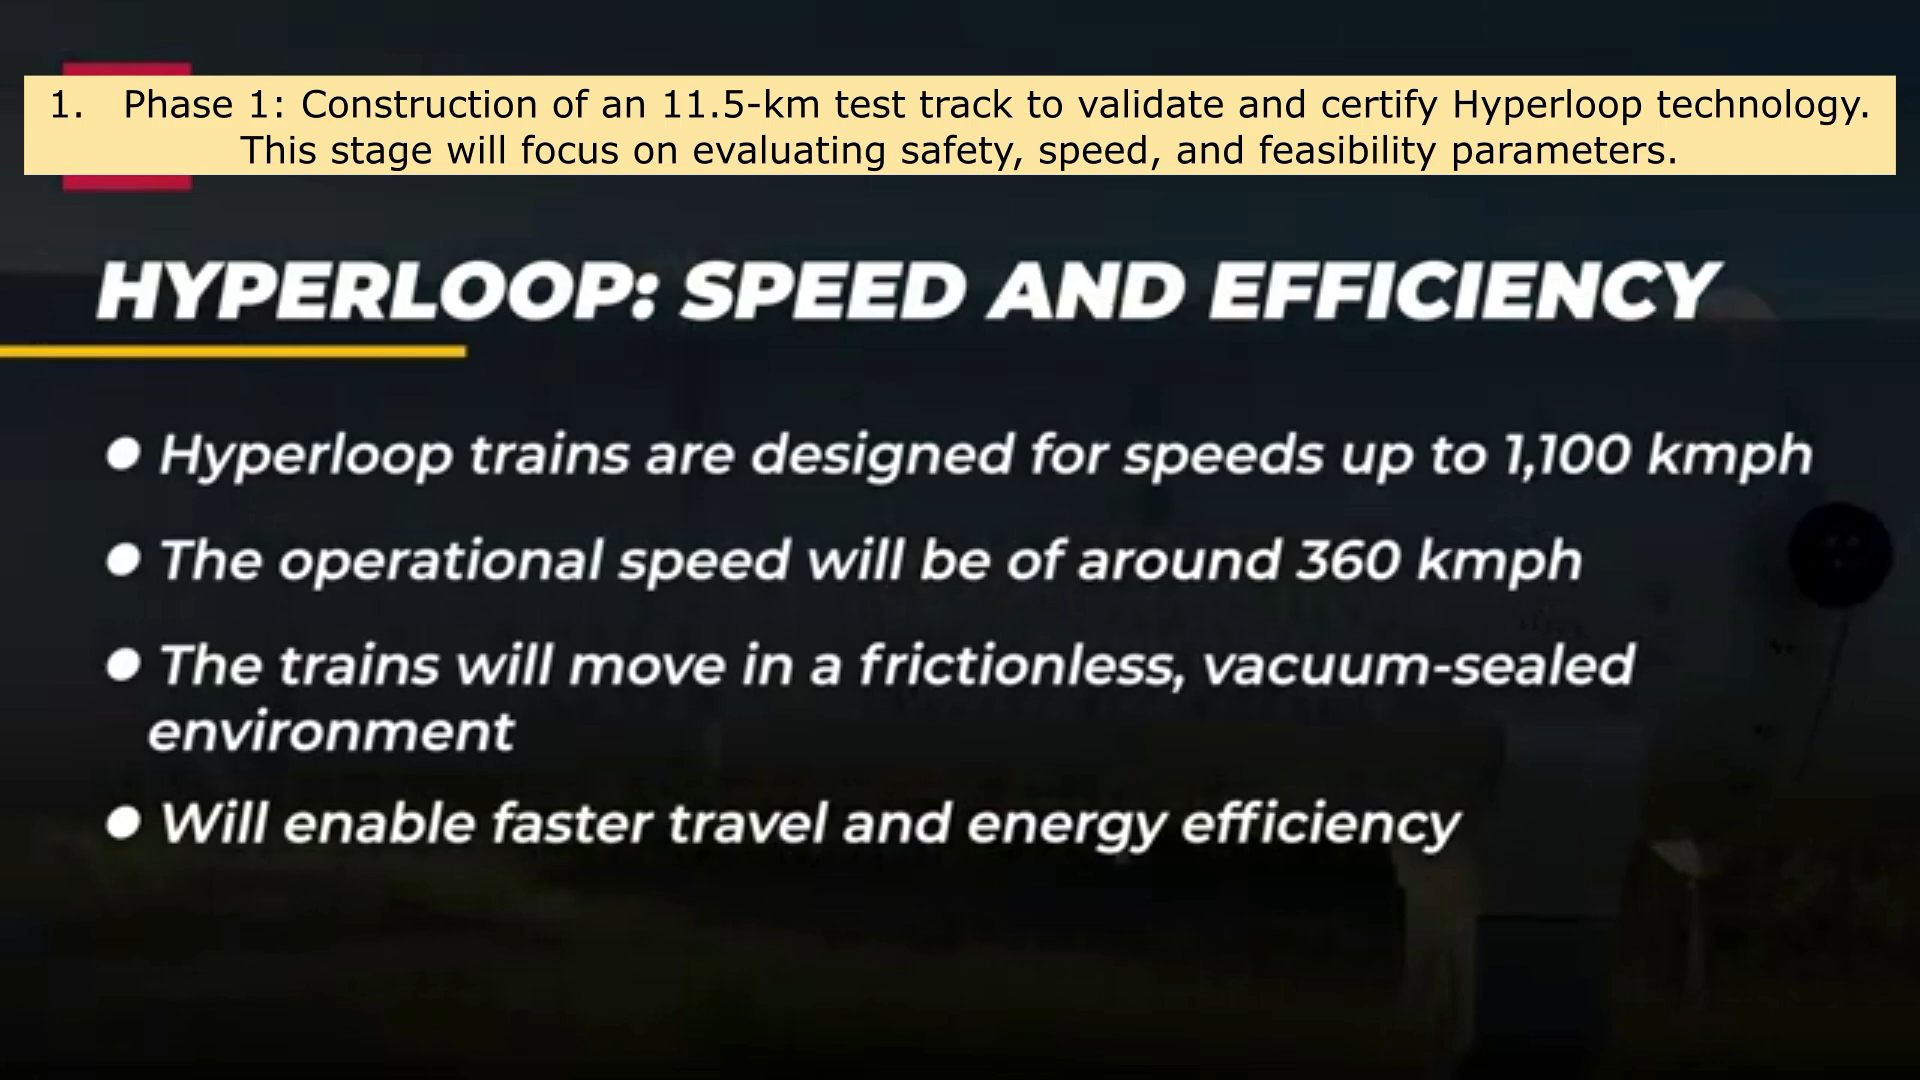 1. Phase 1: Construction of an 11.5-km test track to validate and certify Hyperloop technology.
This stage will focus on evaluating safety, speed, and feasibility parameters.
HYPERLOOP: SPEED AND EFFICIENCY
● Hyperloop trains are designed for speeds up to 1,100 kmph
● The operational speed will be of around 360 kmph
● The trains will move in a frictionless, vacuum-sealed
environment
● Will enable faster travel and energy efficiency